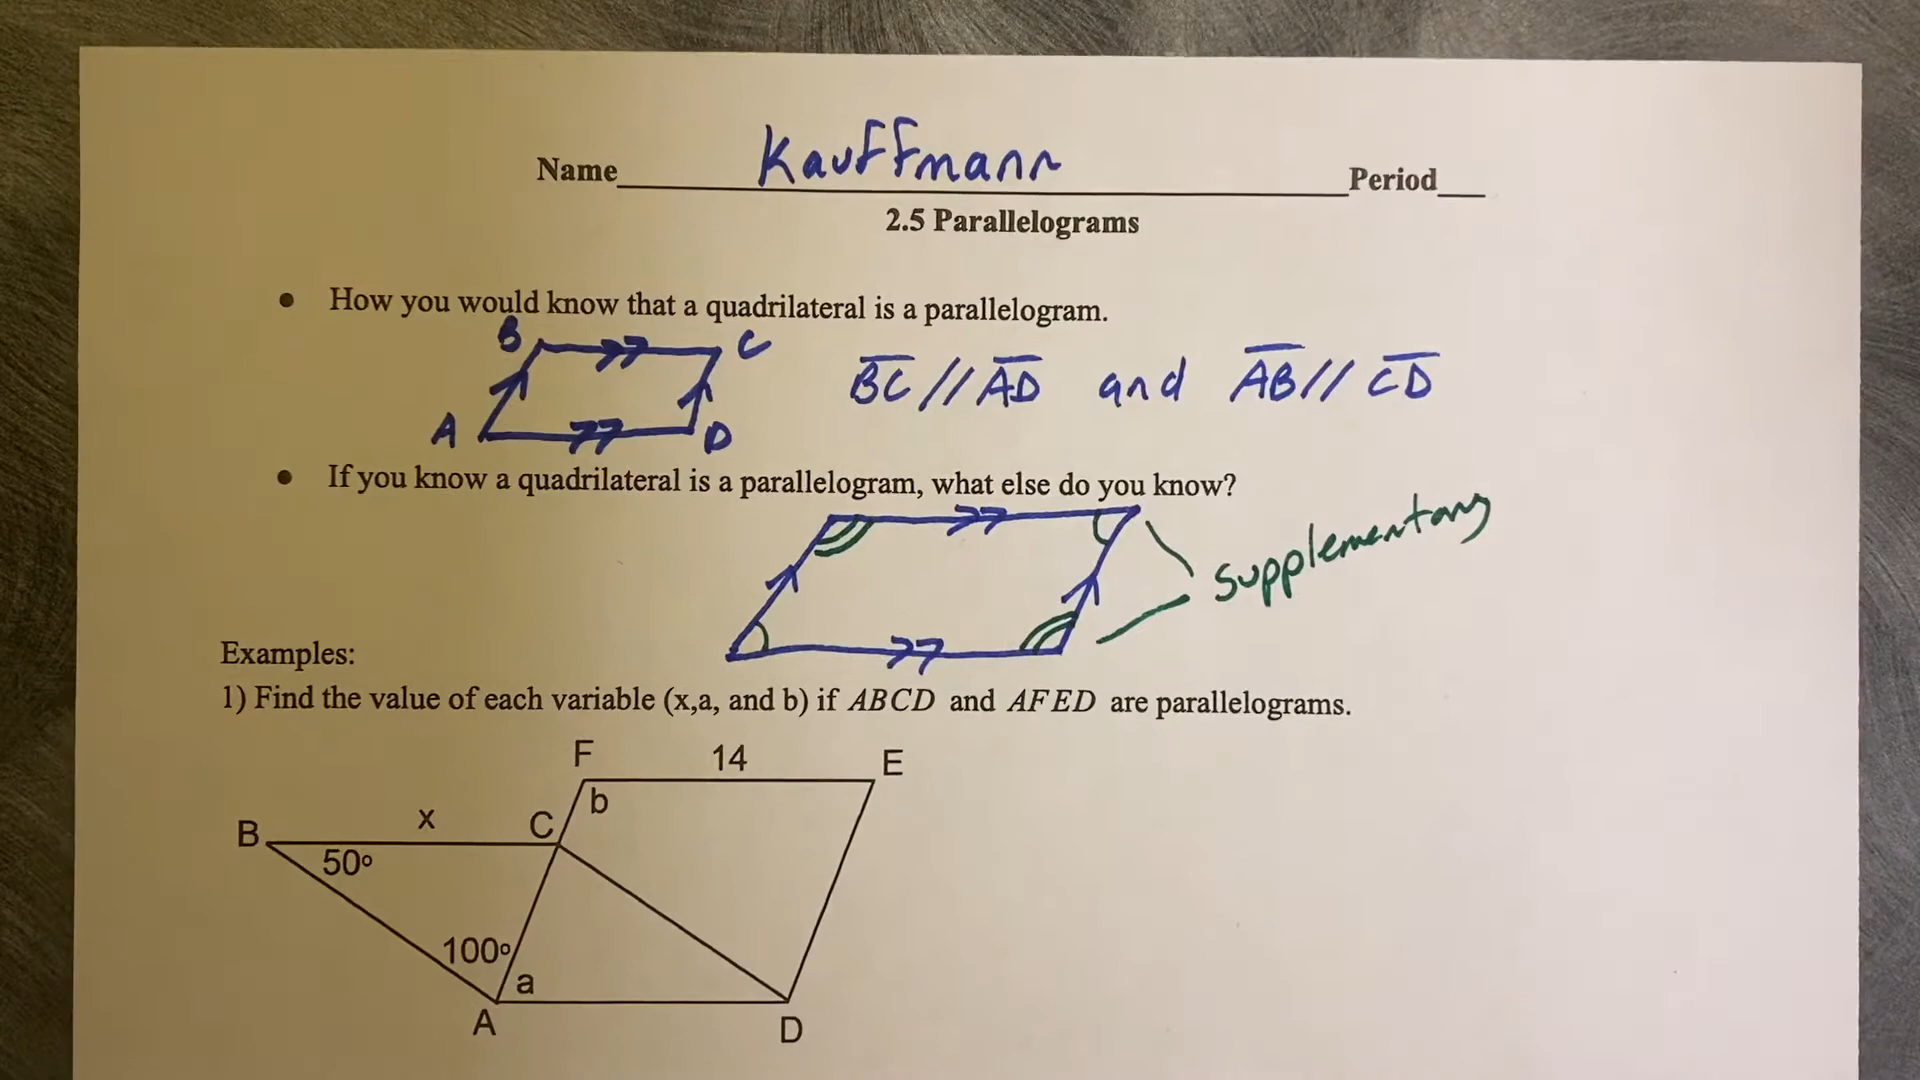 Name Kauffmann Period
2.5 Parallelograms
● How you would know that a quadrilateral is a parallelogram.
B C
A D
BC // AD and AB // CD
● If you know a quadrilateral is a parallelogram, what else do you know?
supplementary
Examples:
1) Find the value of each variable (x,a, and b) if ABCD and AFED are parallelograms.
F 14 E
b
B x C
50°
100°
a
A D